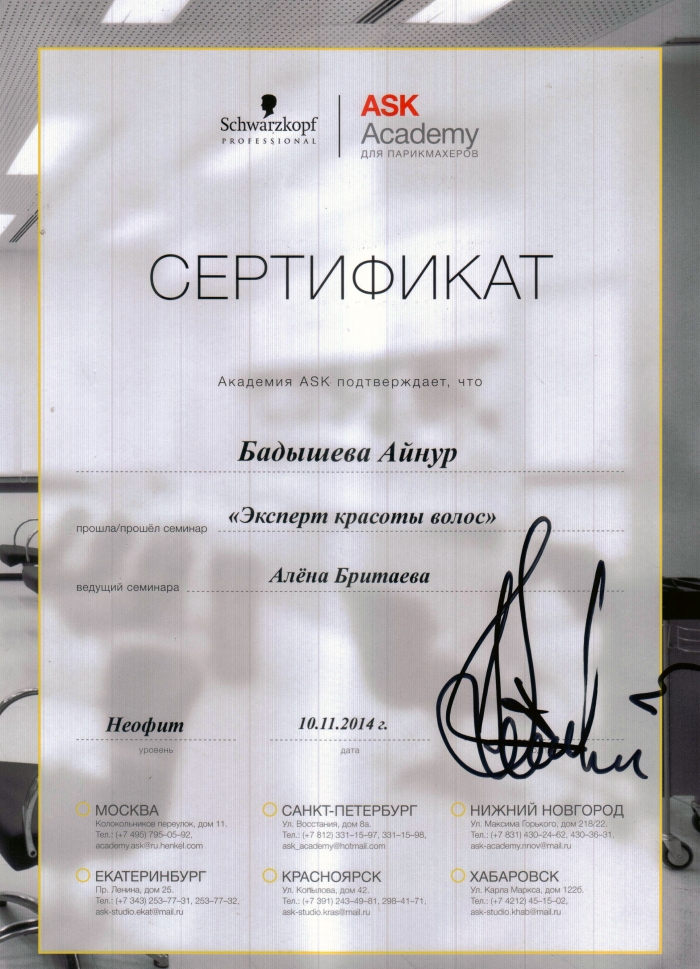 Schwarzkopf
PROFESSIONAL
ASK
Academy
ДЛЯ ПАРИКМАХЕРОВ
СЕРТИФИКАТ
Академия ASK подтверждает, что
Бадышева Айнур
прошла/прошёл семинар «Эксперт красоты волос»
ведущий семинара Алёна Бритаева
Неофит 10.11.2014 г.
уровень дата
МОСКВА
Колокольников переулок, дом 11.
Тел.: (+7 495) 795–05–92,
academy.ask@ru.henkel.com
САНКТ-ПЕТЕРБУРГ
Ул. Восстания, дом 8а.
Тел.: (+7 812) 331–15–97, 331–15–98,
ask_academy@hotmail.com
НИЖНИЙ НОВГОРОД
Ул. Максима Горького, дом 218/22.
Тел.: (+7 831) 430–24–62, 430–36–31,
ask-academy.nnov@mail.ru
ЕКАТЕРИНБУРГ
Пр. Ленина, дом 25.
Тел.: (+7 343) 253–77–31, 253–77–32,
ask-studio.ekat@mail.ru
КРАСНОЯРСК
Ул. Копылова, дом 42.
Тел.: (+7 391) 243–49–81, 298–41–71,
ask-studio.kras@mail.ru
ХАБАРОВСК
Ул. Карла Маркса, дом 122б.
Тел.: (+7 4212) 45–15–02,
ask-studio.khab@mail.ru